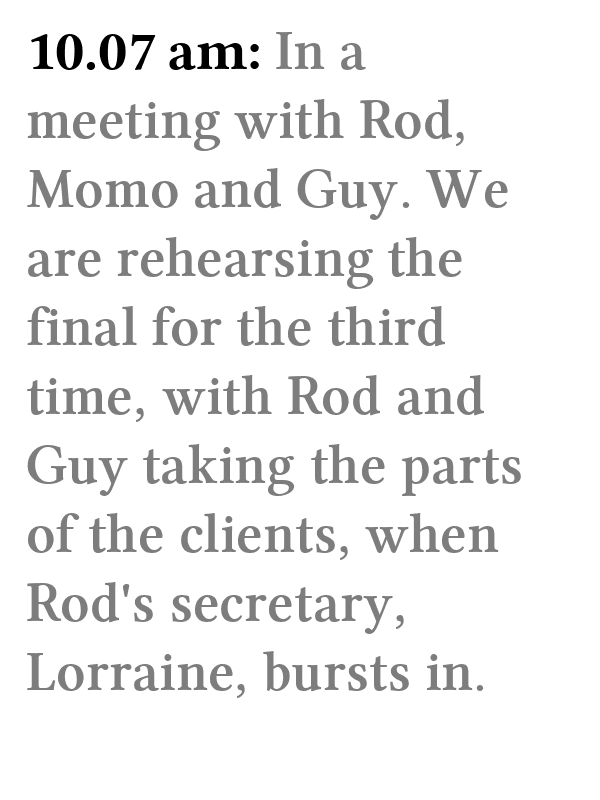 10.07 am: In a
meeting with Rod,
Momo and Guy. We
are rehearsing the
final for the third
time, with Rod and
Guy taking the parts
of the clients, when
Rod's secretary,
Lorraine, bursts in.